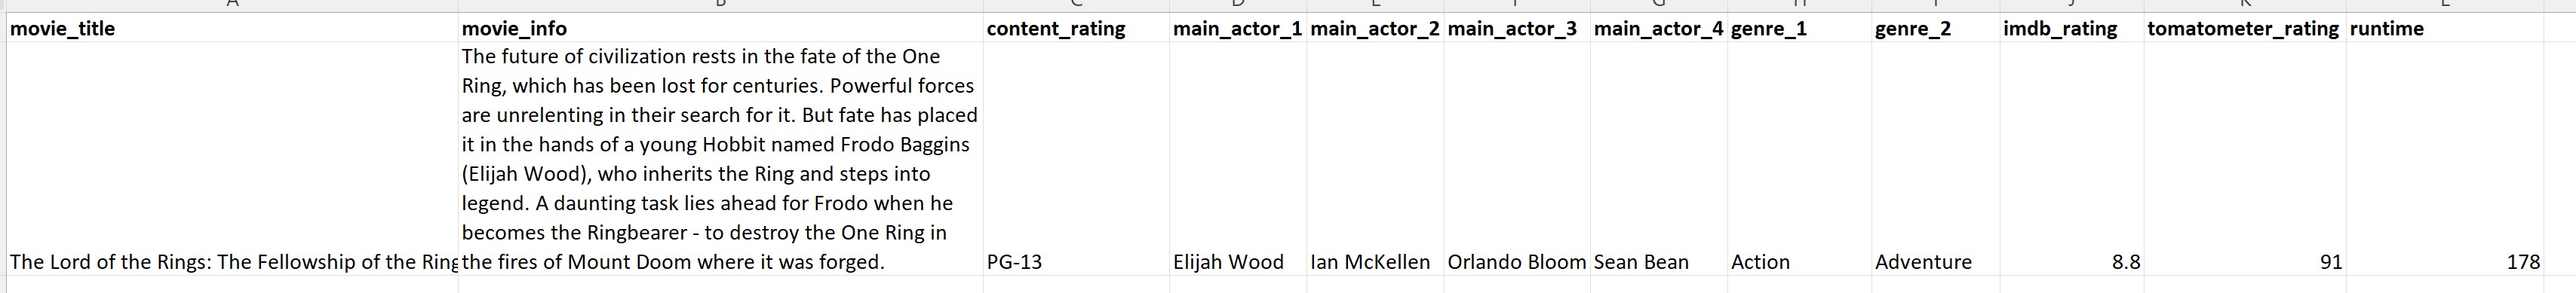 A B C D E F G H I J K L
movie_title movie_info content_rating main_actor_1 main_actor_2 main_actor_3 main_actor_4 genre_1 genre_2 imdb_rating tomatometer_rating runtime
The future of civilization rests in the fate of the One
Ring, which has been lost for centuries. Powerful forces
are unrelenting in their search for it. But fate has placed
it in the hands of a young Hobbit named Frodo Baggins
(Elijah Wood), who inherits the Ring and steps into
legend. A daunting task lies ahead for Frodo when he
becomes the Ringbearer - to destroy the One Ring in
The Lord of the Rings: The Fellowship of the Ring the fires of Mount Doom where it was forged. PG-13 Elijah Wood Ian McKellen Orlando Bloom Sean Bean Action Adventure 8.8 91 178